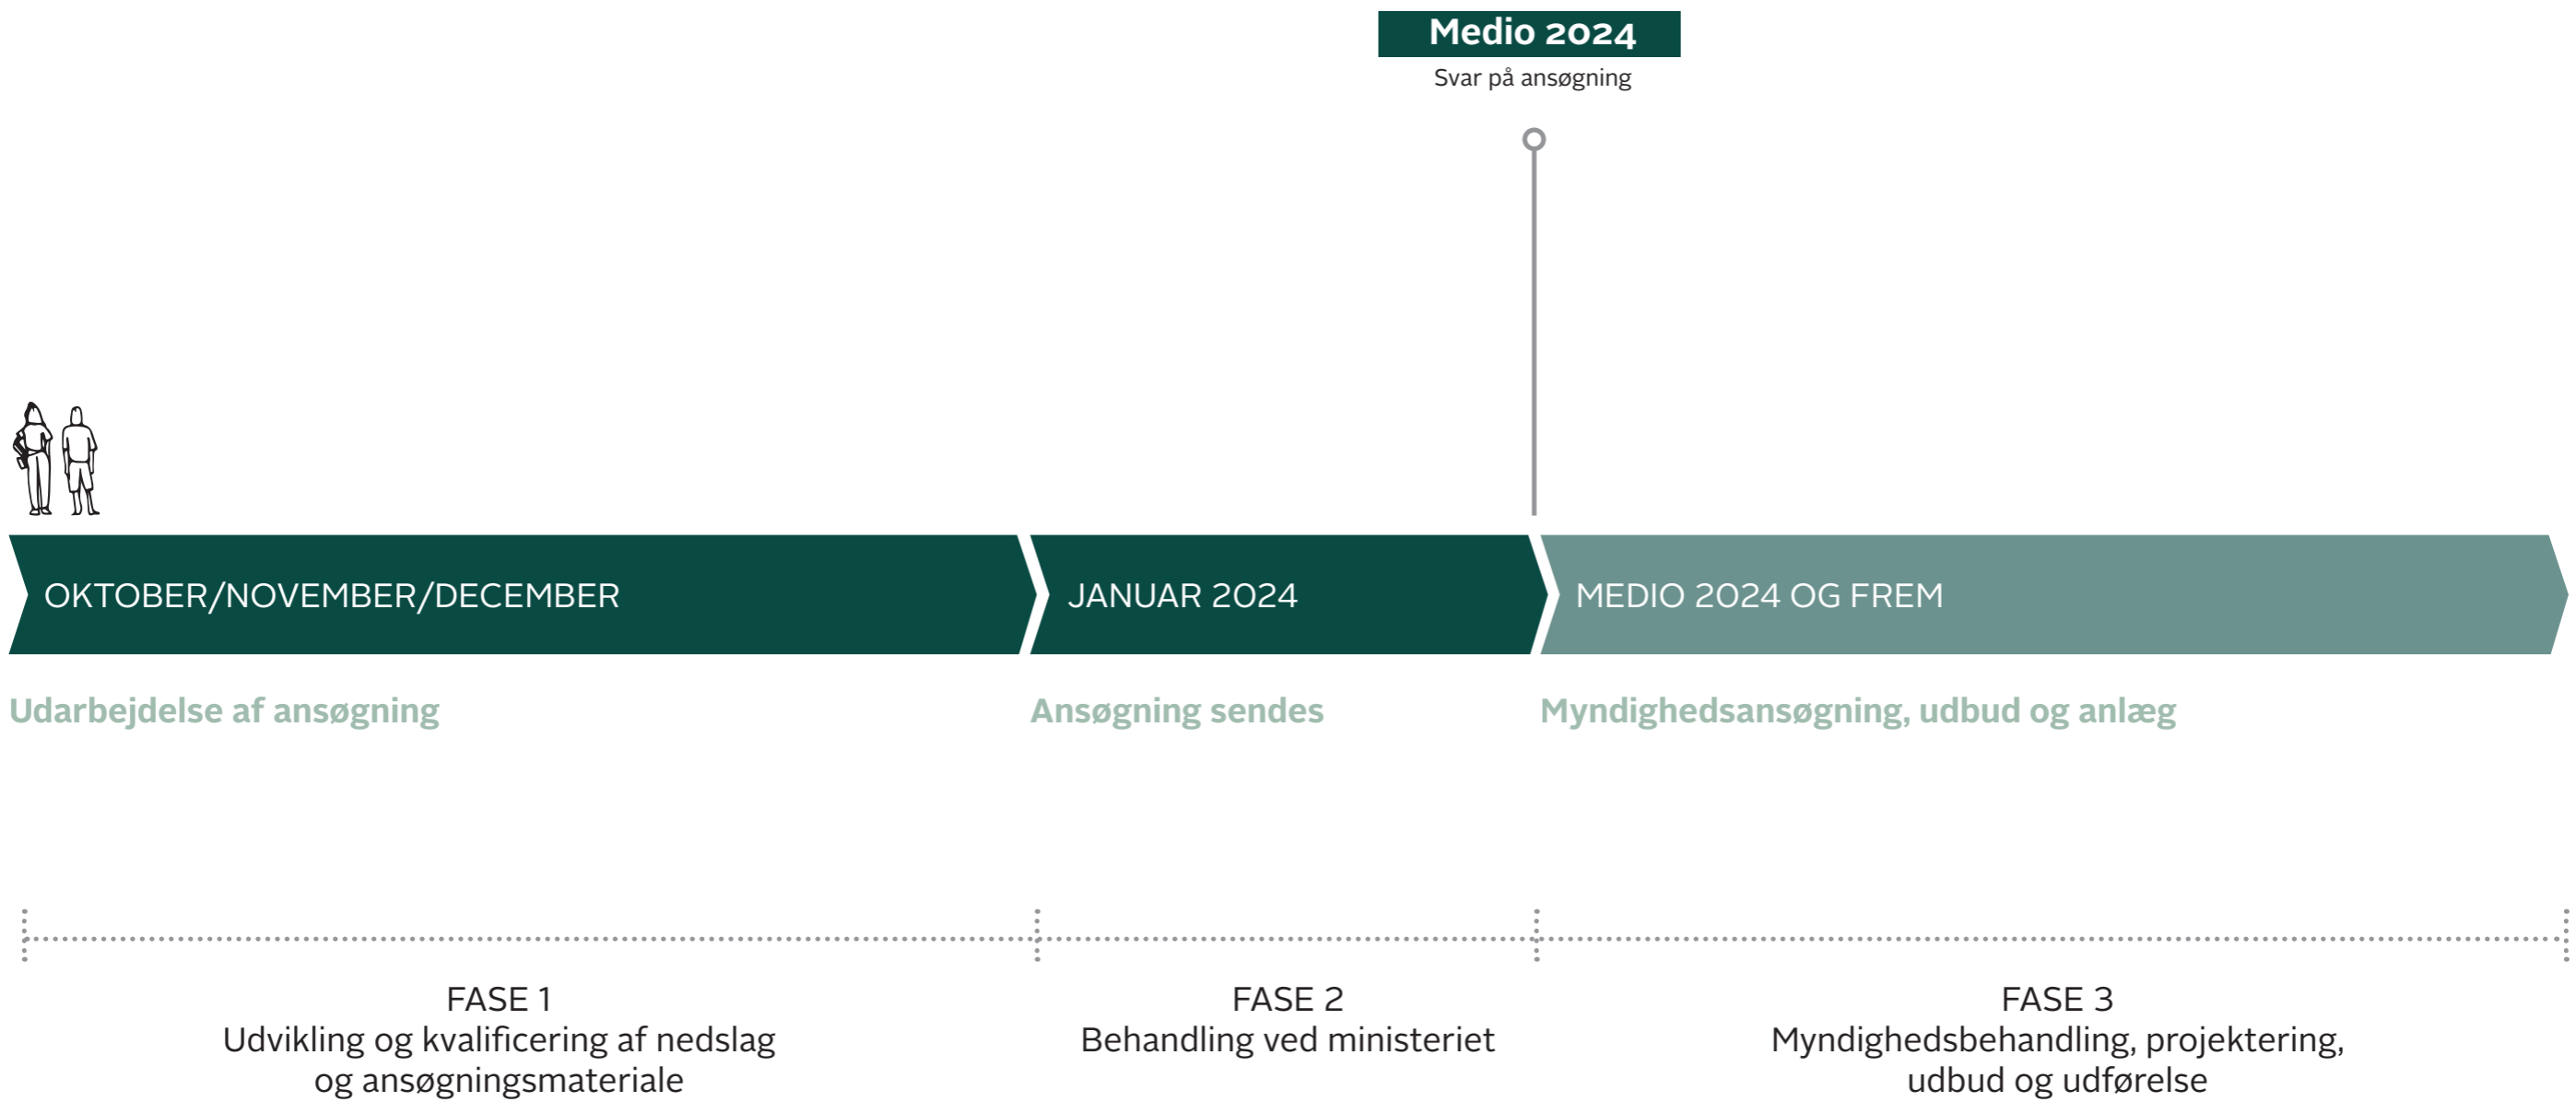 Medio 2024
Svar på ansøgning
OKTOBER/NOVEMBER/DECEMBER
JANUAR 2024
MEDIO 2024 OG FREM
Udarbejdelse af ansøgning
Ansøgning sendes
Myndighedsansøgning, udbud og anlæg
FASE 1
Udvikling og kvalificering af nedslag
og ansøgningsmateriale
FASE 2
Behandling ved ministeriet
FASE 3
Myndighedsbehandling, projektering,
udbud og udførelse